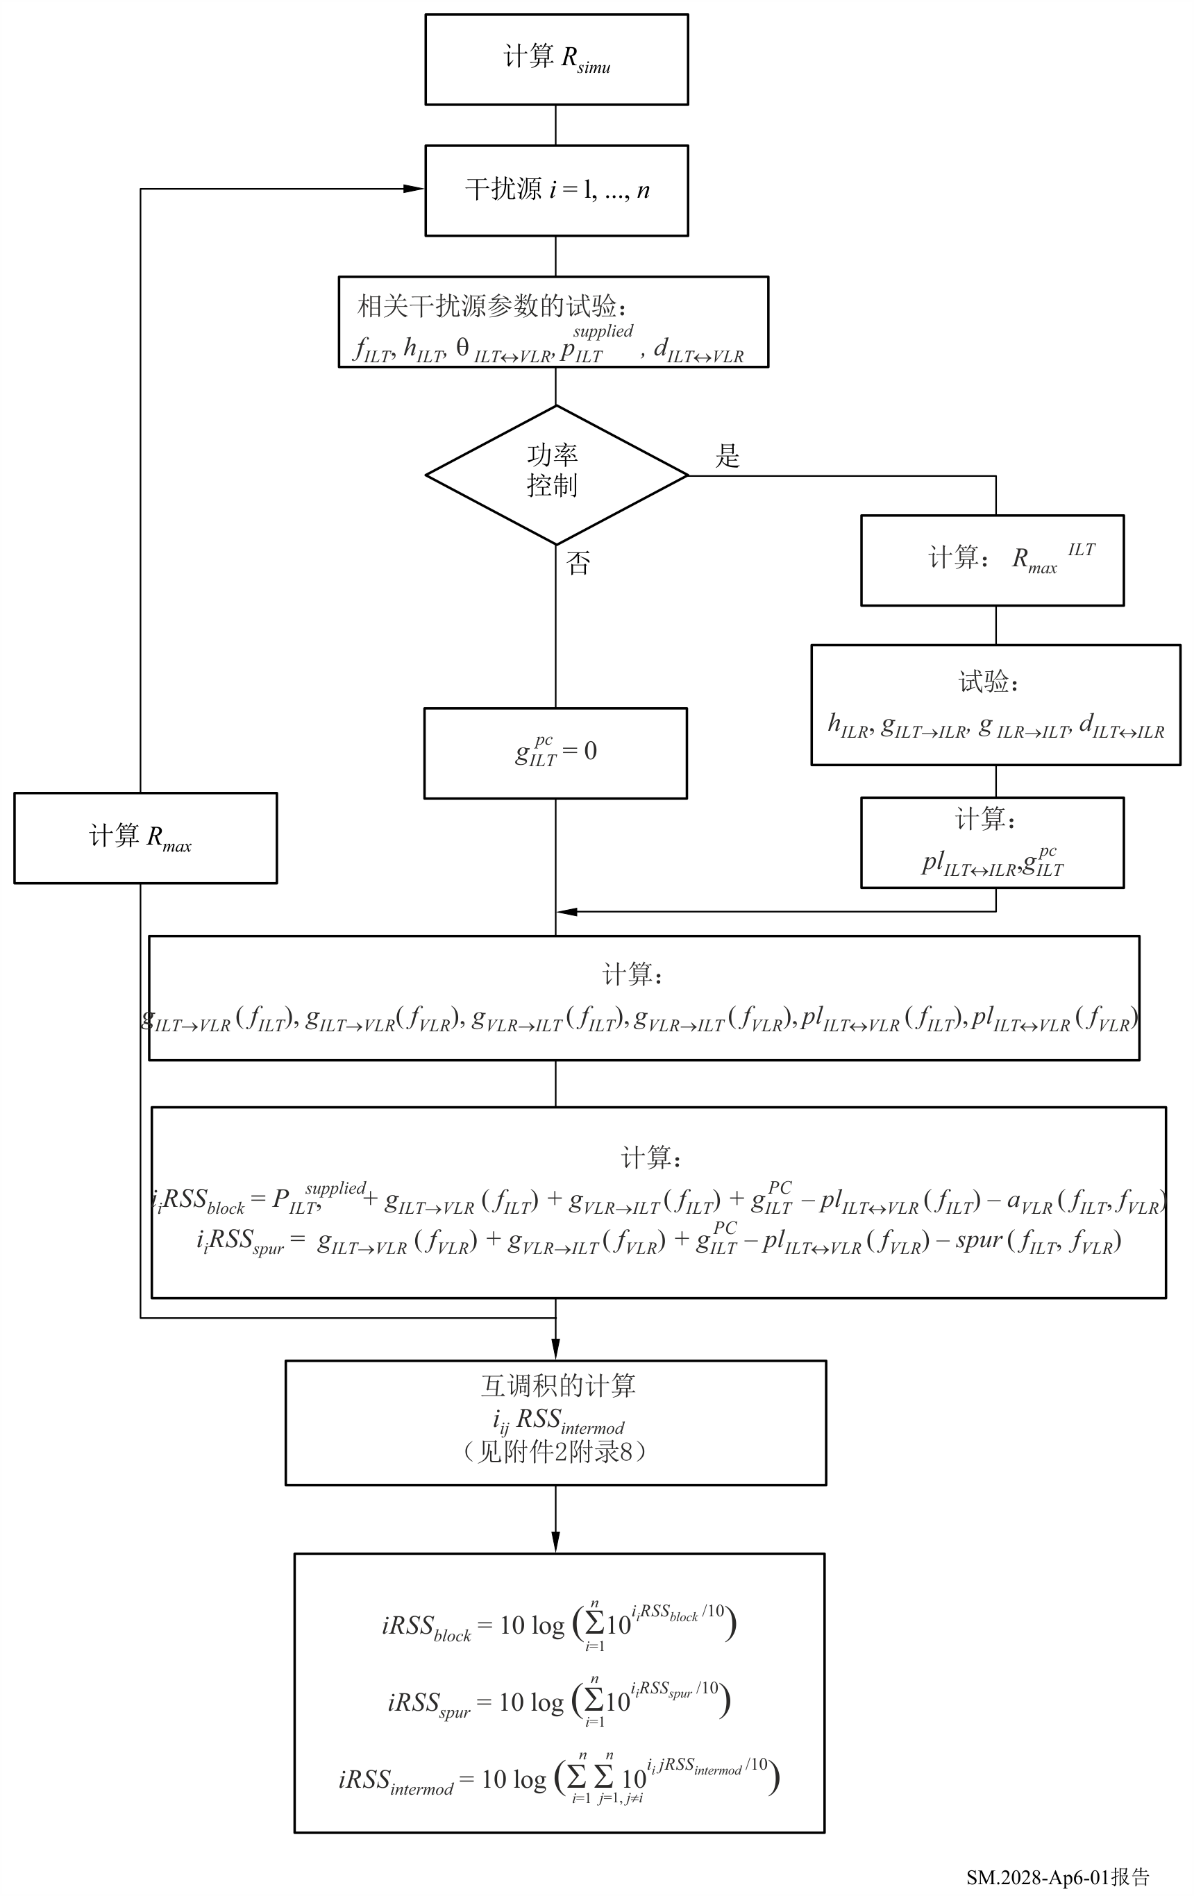 计算 R_simu
干扰源 i = 1, ..., n
相关干扰源参数的试验：
f_ILT, h_ILT, θ_ILT↔VLR, p_ILT^supplied, d_ILT↔VLR
功率
控制
是
否
计算： R_max^ILT
试验：
h_ILR, g_ILT→ILR, g_ILR→ILT, d_ILT↔ILR
g_ILT^pc = 0
计算 R_max
计算：
pl_ILT↔ILR, g_ILT^pc
计算：
g_ILT→VLR (f_ILT), g_ILT→VLR (f_VLR), g_VLR→ILT (f_ILT), g_VLR→ILT (f_VLR), pl_ILT↔VLR (f_ILT), pl_ILT↔VLR (f_VLR)
计算：
i_iRSS_block = P_ILT,^supplied + g_ILT→VLR (f_ILT) + g_VLR→ILT (f_ILT) + g_ILT^PC – pl_ILT↔VLR (f_ILT) – a_VLR (f_ILT, f_VLR)
i_iRSS_spur = g_ILT→VLR (f_VLR) + g_VLR→ILT (f_VLR) + g_ILT^PC – pl_ILT↔VLR (f_VLR) – spur (f_ILT, f_VLR)
互调积的计算
i_ij RSS_intermod
（见附件2附录8）
iRSS_block = 10 log (Σ_{i=1}^n 10^{i_iRSS_block /10})
iRSS_spur = 10 log (Σ_{i=1}^n 10^{i_iRSS_spur /10})
iRSS_intermod = 10 log (Σ_{i=1}^n Σ_{j=1, j≠i}^n 10^{i_i jRSS_intermod /10})
SM.2028-Ap6-01报告